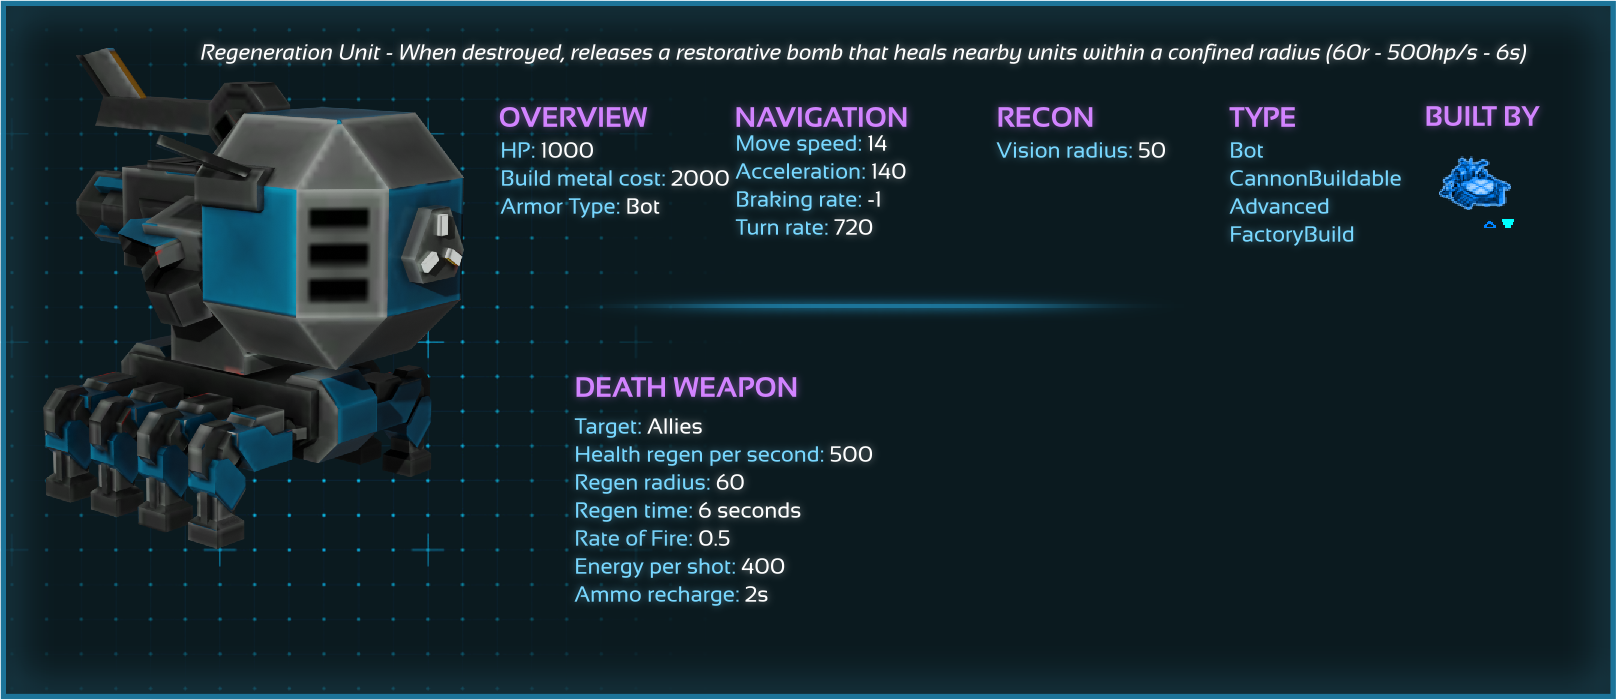 Regeneration Unit - When destroyed, releases a restorative bomb that heals nearby units within a confined radius (60r - 500hp/s - 6s)
OVERVIEW
HP: 1000
Build metal cost: 2000
Armor Type: Bot
NAVIGATION
Move speed: 14
Acceleration: 140
Braking rate: -1
Turn rate: 720
RECON
Vision radius: 50
TYPE
Bot
CannonBuildable
Advanced
FactoryBuild
BUILT BY
DEATH WEAPON
Target: Allies
Health regen per second: 500
Regen radius: 60
Regen time: 6 seconds
Rate of Fire: 0.5
Energy per shot: 400
Ammo recharge: 2s